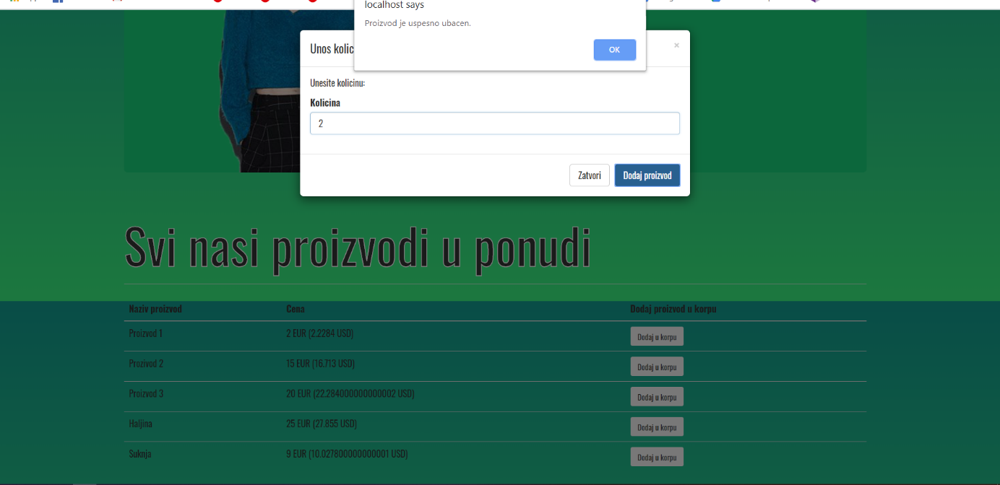 localhost says
Proizvod je uspesno ubacen.
OK
Unos kolic
×
Unesite kolicinu:
Kolicina
2
Zatvori
Dodaj proizvod
Svi nasi proizvodi u ponudi
Naziv proizvod Cena Dodaj proizvod u korpu
Proizvod 1 2 EUR (2.2284 USD) Dodaj u korpu
Prozivod 2 15 EUR (16.713 USD) Dodaj u korpu
Proizvod 3 20 EUR (22.284000000000002 USD) Dodaj u korpu
Haljina 25 EUR (27.855 USD) Dodaj u korpu
Suknja 9 EUR (10.027800000000001 USD) Dodaj u korpu